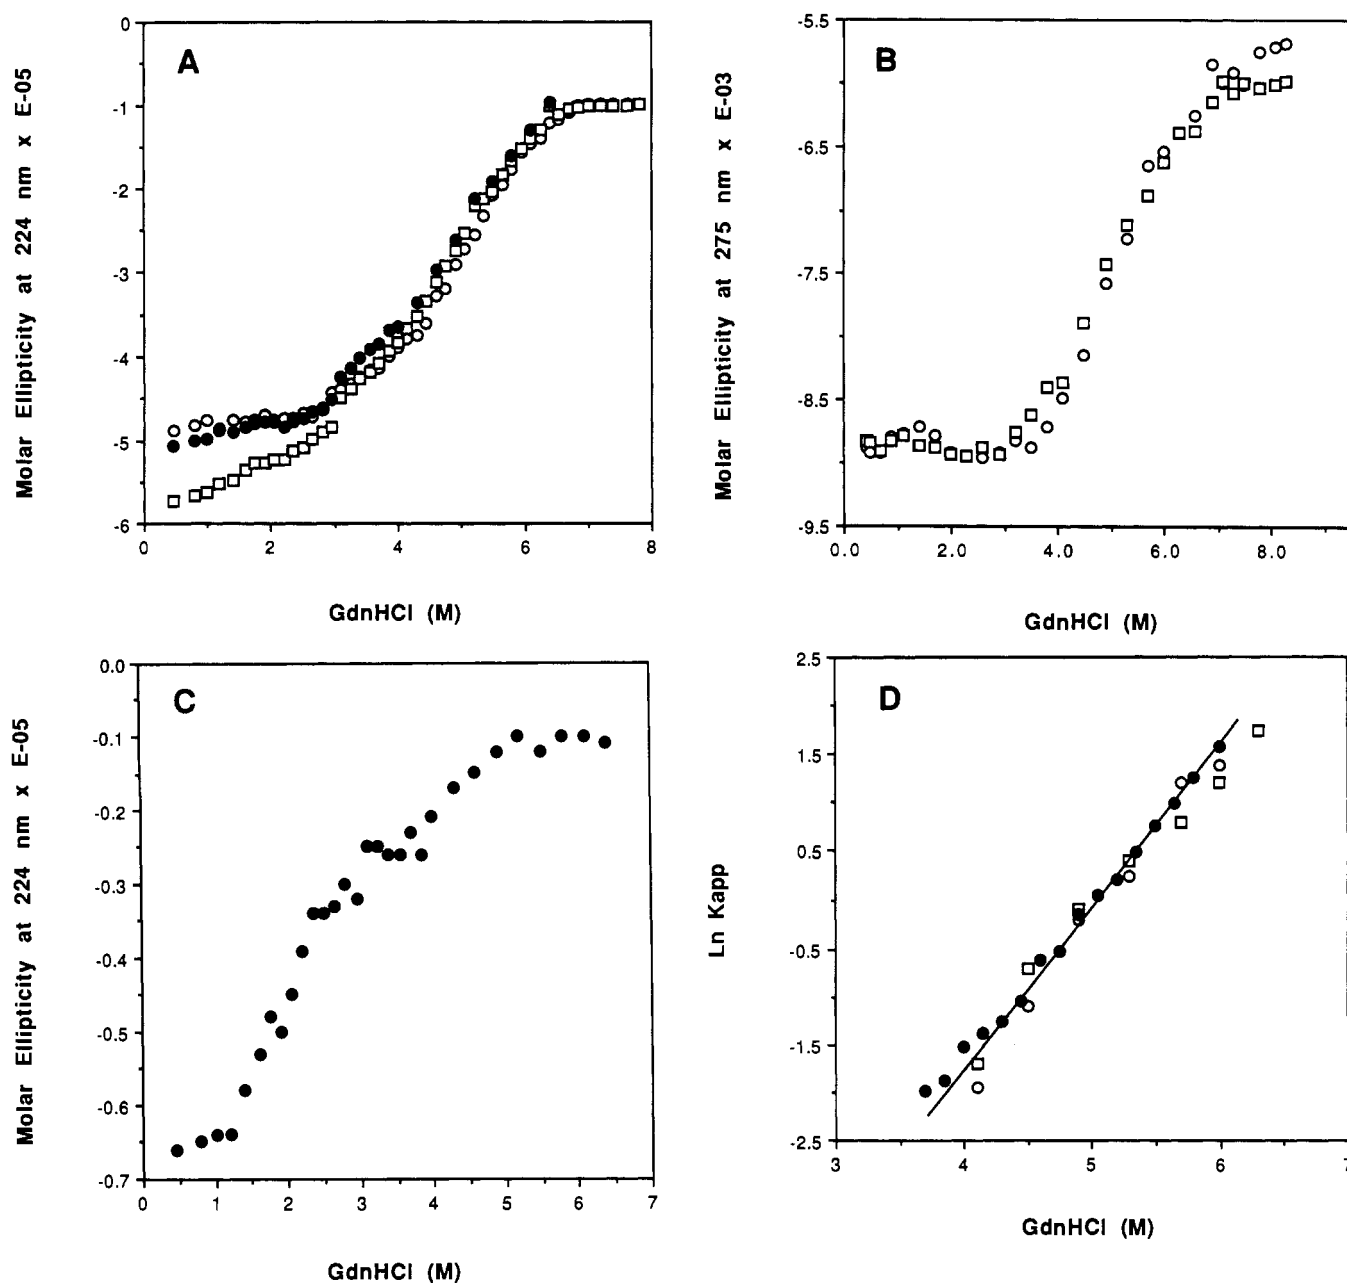 A
Molar Ellipticity at 224 nm x E-05
0
-1
-2
-3
-4
-5
-6
0 2 4 6 8
GdnHCl (M)
B
Molar Ellipticity at 275 nm x E-03
-5.5
-6.5
-7.5
-8.5
-9.5
0.0 2.0 4.0 6.0 8.0
GdnHCl (M)
C
Molar Ellipticity at 224 nm x E-05
0.0
-0.1
-0.2
-0.3
-0.4
-0.5
-0.6
-0.7
0 1 2 3 4 5 6 7
GdnHCl (M)
D
Ln Kapp
2.5
1.5
0.5
-0.5
-1.5
-2.5
3 4 5 6 7
GdnHCl (M)